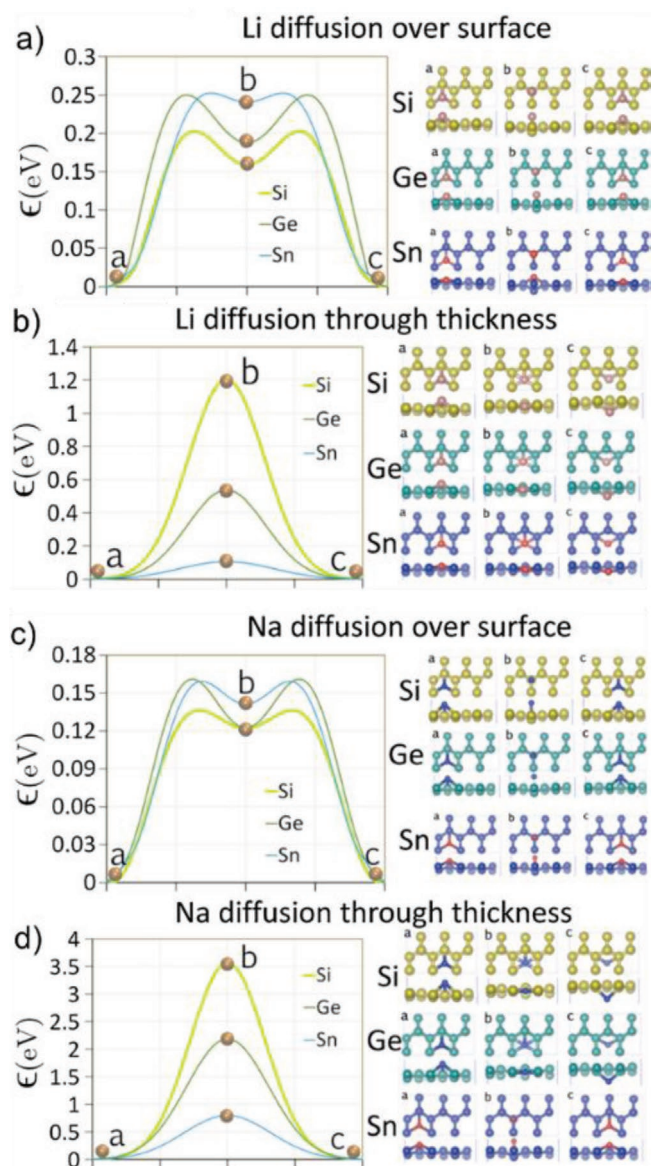 a) Li diffusion over surface
ϵ(eV)
0.3
0.25
0.2
0.15
0.1
0.05
0
a
b
c
Si
Ge
Sn
a b c
Si
a b c
Ge
a b c
Sn
b) Li diffusion through thickness
ϵ(eV)
1.4
1.2
1
0.8
0.6
0.4
0.2
0
a
b
c
Si
Ge
Sn
a b c
Si
a b c
Ge
a b c
Sn
c) Na diffusion over surface
ϵ(eV)
0.18
0.15
0.12
0.09
0.06
0.03
0
a
b
c
Si
Ge
Sn
a b c
Si
a b c
Ge
a b c
Sn
d) Na diffusion through thickness
ϵ(eV)
4
3.5
3
2.5
2
1.5
1
0.5
0
a
b
c
Si
Ge
Sn
a b c
Si
a b c
Ge
a b c
Sn